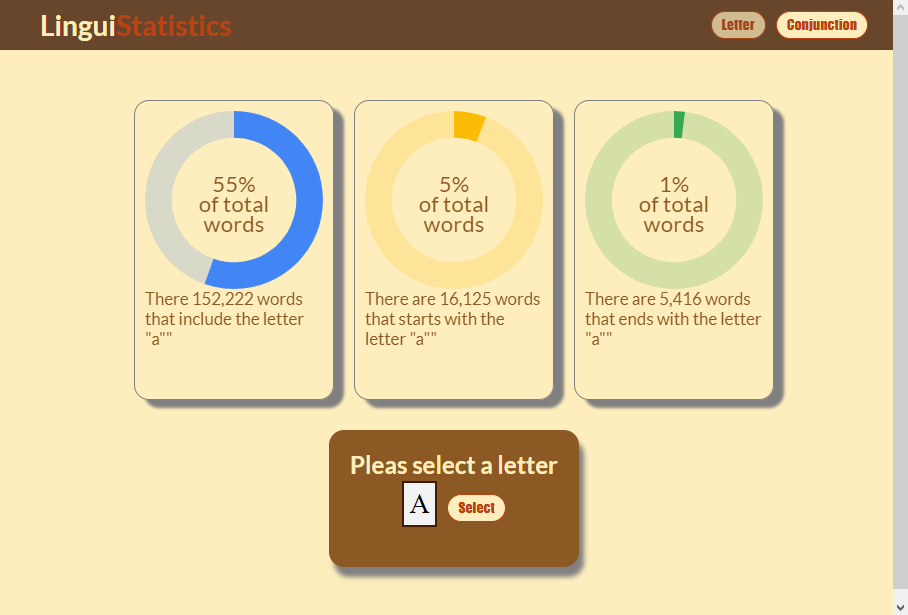 LinguiStatistics
Letter
Conjunction
55%
of total
words
There 152,222 words
that include the letter
"a""
5%
of total
words
There are 16,125 words
that starts with the
letter "a""
1%
of total
words
There are 5,416 words
that ends with the letter
"a""
Pleas select a letter
A
Select